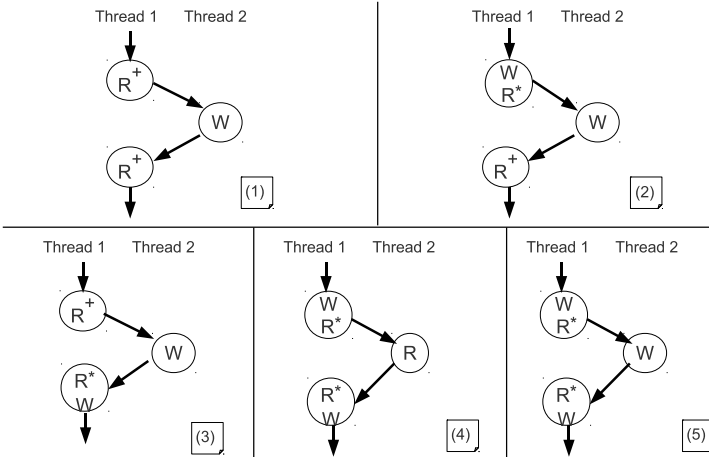 Thread 1 Thread 2
R+
W
R+
(1)
Thread 1 Thread 2
W
R*
W
R+
(2)
Thread 1 Thread 2
R+
W
R*
W
(3)
Thread 1 Thread 2
W
R*
R
R*
W
(4)
Thread 1 Thread 2
W
R*
W
R*
W
(5)